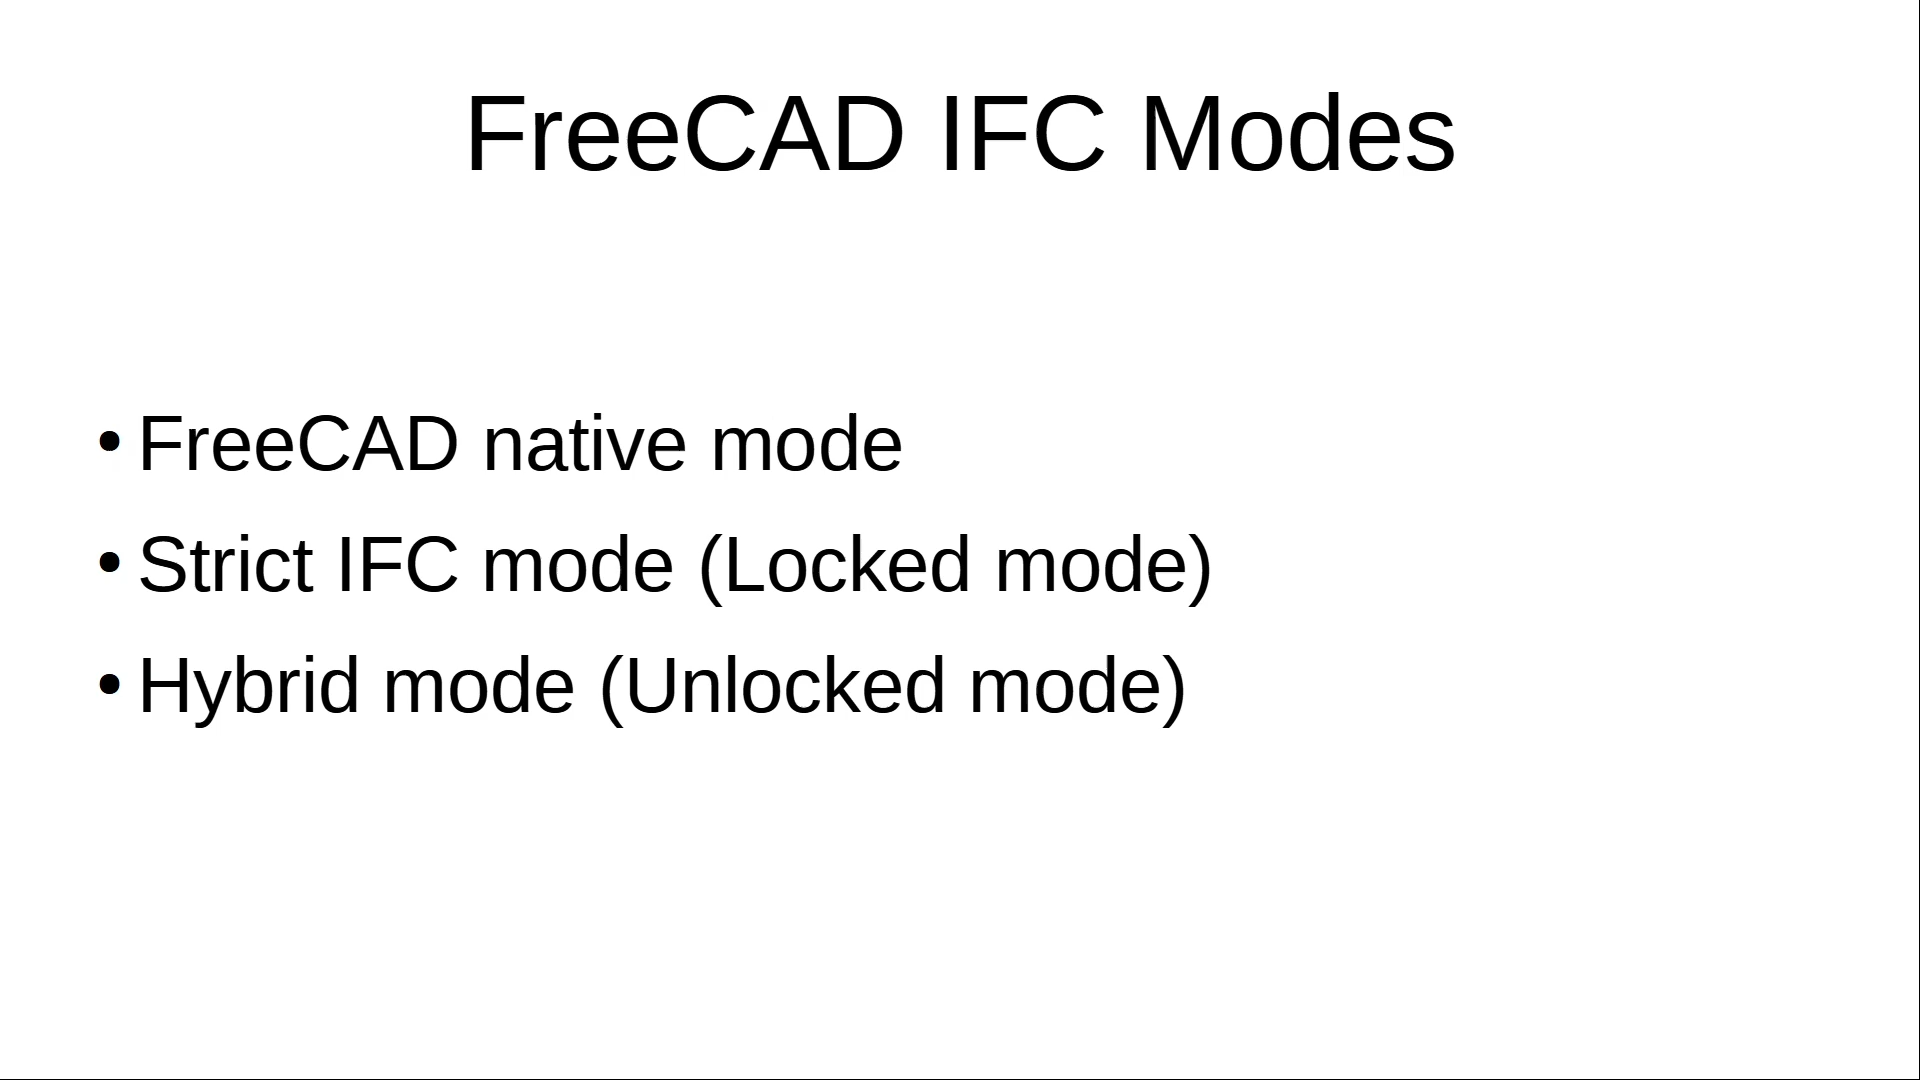 FreeCAD IFC Modes
• FreeCAD native mode
• Strict IFC mode (Locked mode)
• Hybrid mode (Unlocked mode)